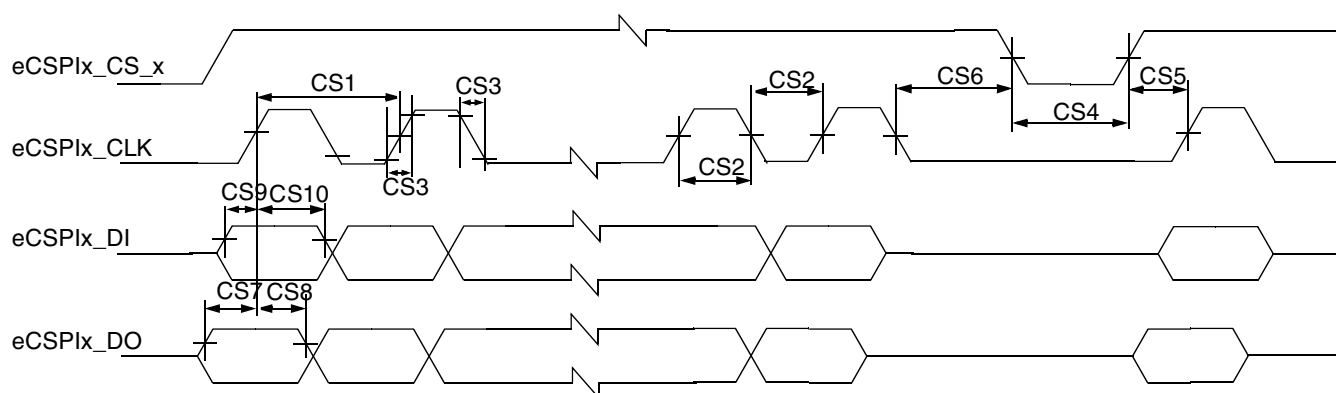 eCSPIx_CS_x
CS1
CS3
CS2
CS6
CS5
CS4
eCSPIx_CLK
CS3
CS2
CS9
CS10
eCSPIx_DI
CS7
CS8
eCSPIx_DO